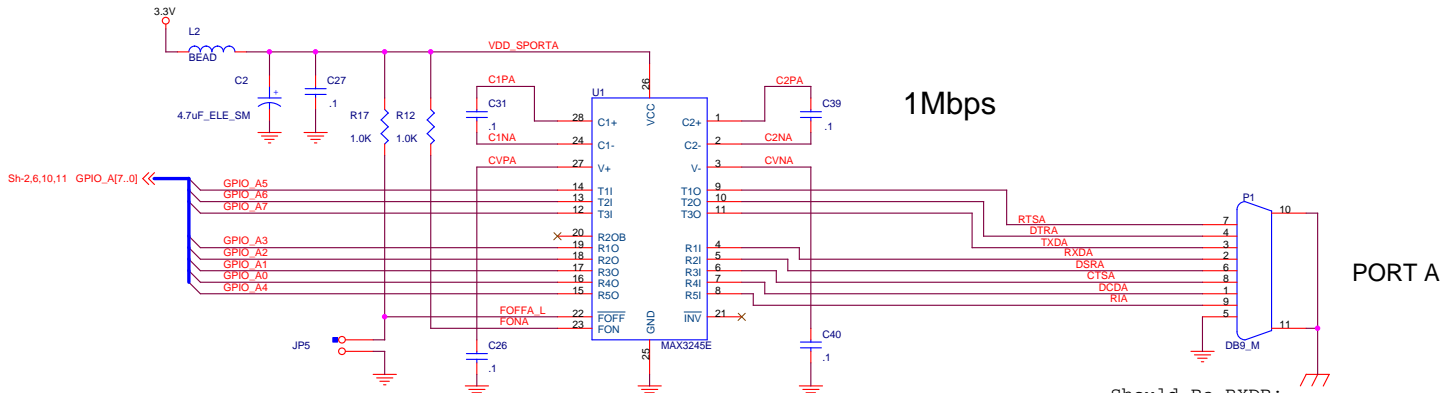 3.3V
L2
BEAD
VDD_SPORTA
C2
+
4.7uF_ELE_SM
C27
.1
R17
1.0K
R12
1.0K
C1PA
C31
.1
C1NA
CVPA
U1
26
VCC
28 C1+
24 C1-
27 V+
14 T1I
13 T2I
12 T3I
20 R2OB
19 R1O
18 R2O
17 R3O
16 R4O
15 R5O
22 FOFF
23 FON
C2+ 1
C2- 2
V- 3
T1O 9
T2O 10
T3O 11
R1I 4
R2I 5
R3I 6
R4I 7
R5I 8
INV 21
GND
25
MAX3245E
C2PA
C39
.1
C2NA
CVNA
1Mbps
Sh-2,6,10,11 GPIO_A[7..0]
GPIO_A5
GPIO_A6
GPIO_A7
GPIO_A3
GPIO_A2
GPIO_A1
GPIO_A0
GPIO_A4
FOFFA_L
FONA
JP5
C26
.1
C40
.1
RTSA 7
DTRA 4
TXDA 3
RXDA 2
DSRA 6
CTSA 8
DCDA 1
RIA 9
5
P1
10
11
DB9_M
PORT A